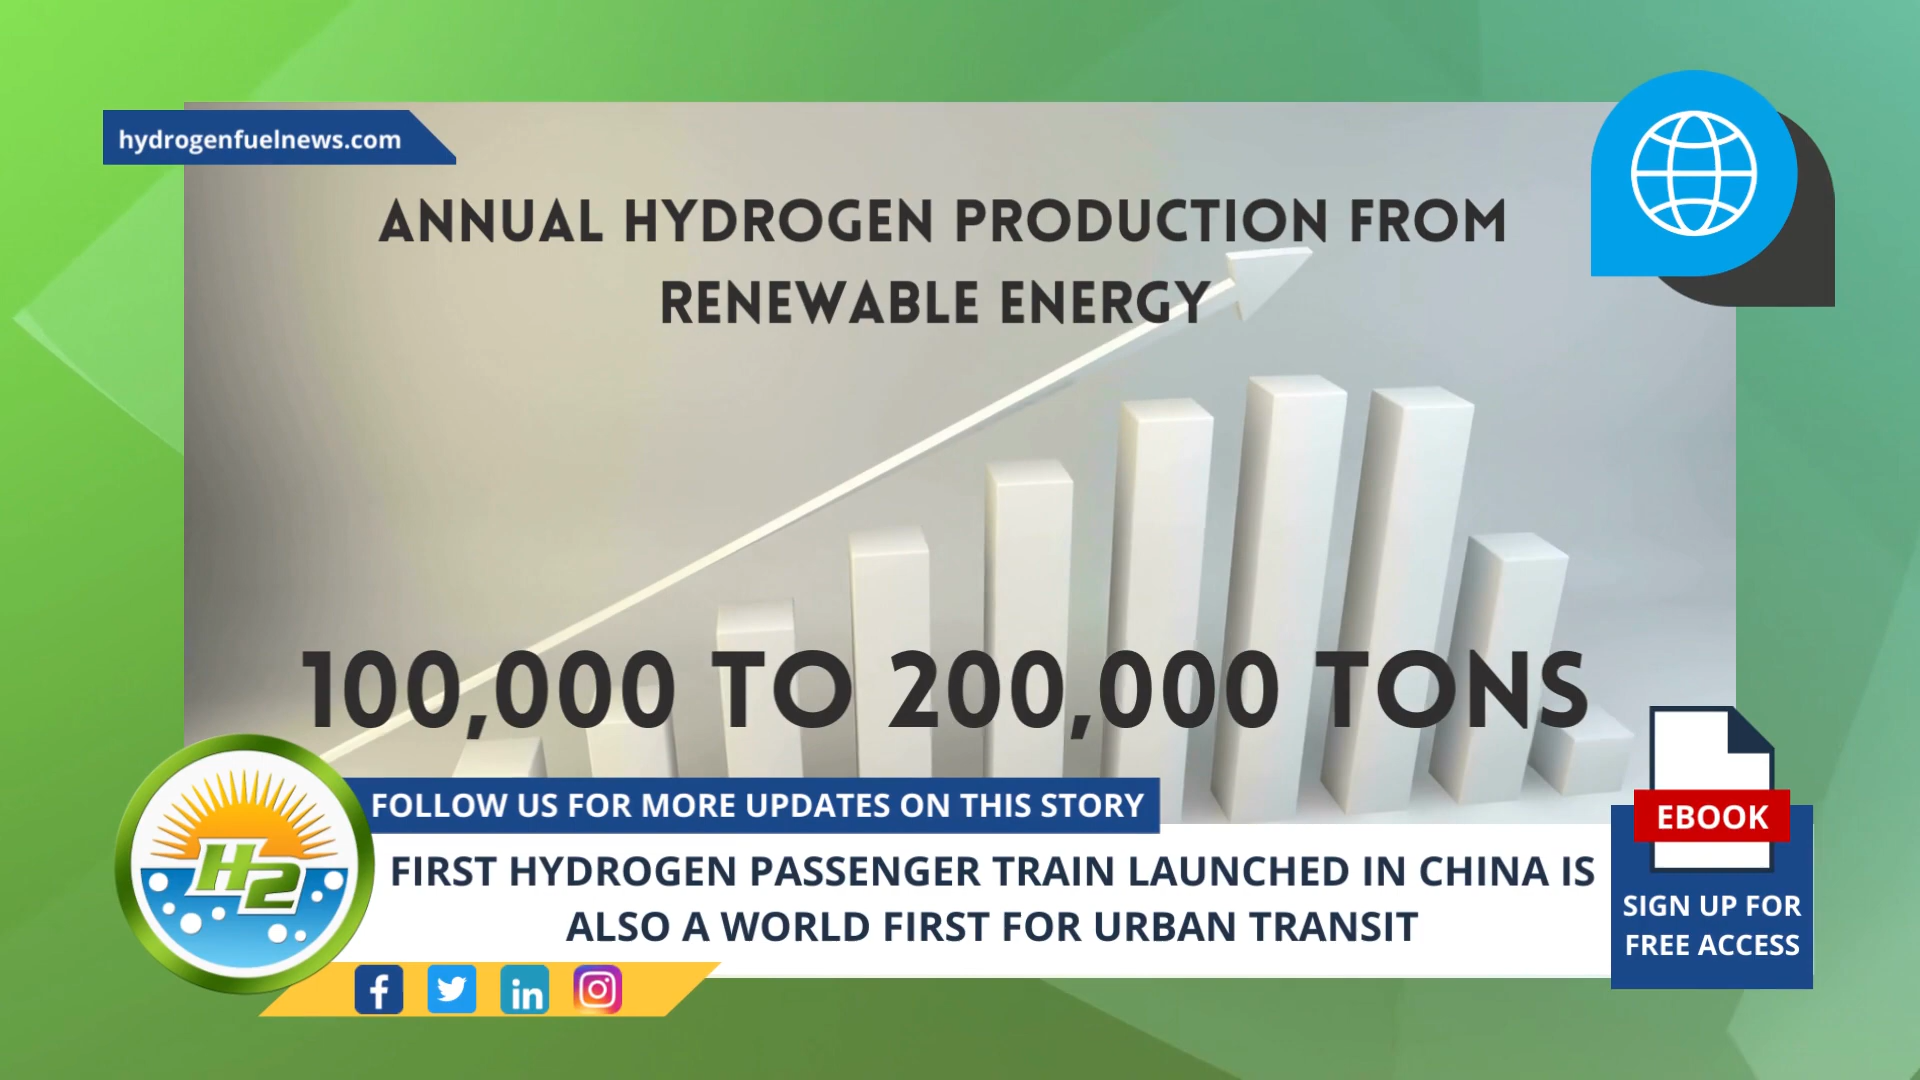 hydrogenfuelnews.com
ANNUAL HYDROGEN PRODUCTION FROM
RENEWABLE ENERGY
100,000 TO 200,000 TONS
FOLLOW US FOR MORE UPDATES ON THIS STORY
FIRST HYDROGEN PASSENGER TRAIN LAUNCHED IN CHINA IS
ALSO A WORLD FIRST FOR URBAN TRANSIT
H2
EBOOK
SIGN UP FOR
FREE ACCESS
f
in